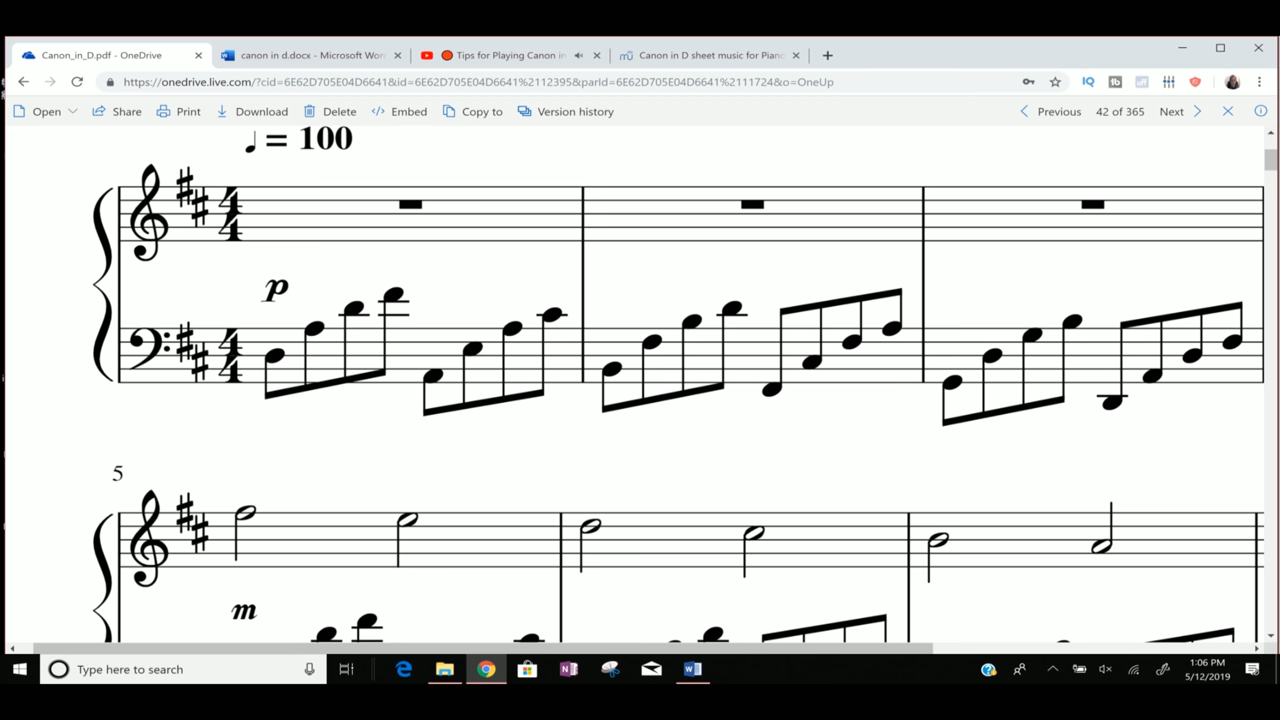 Canon_in_D.pdf - OneDrive canon in d.docx - Microsoft Wor Tips for Playing Canon in Canon in D sheet music for Pian
https://onedrive.live.com/?cid=6E62D705E04D6641&id=6E62D705E04D6641%2112395&parId=6E62D705E04D6641%2111724&o=OneUp
Open Share Print Download Delete Embed Copy to Version history Previous 42 of 365 Next
= 100
4 4
p
5
m
Type here to search
1:06 PM
5/12/2019